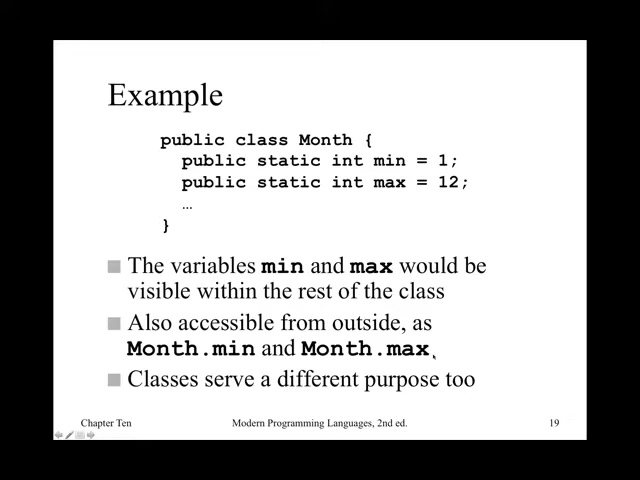 Example
public class Month {
public static int min = 1;
public static int max = 12;
…
}
The variables min and max would be
visible within the rest of the class
Also accessible from outside, as
Month.min and Month.max
Classes serve a different purpose too
Chapter Ten
Modern Programming Languages, 2nd ed.
19